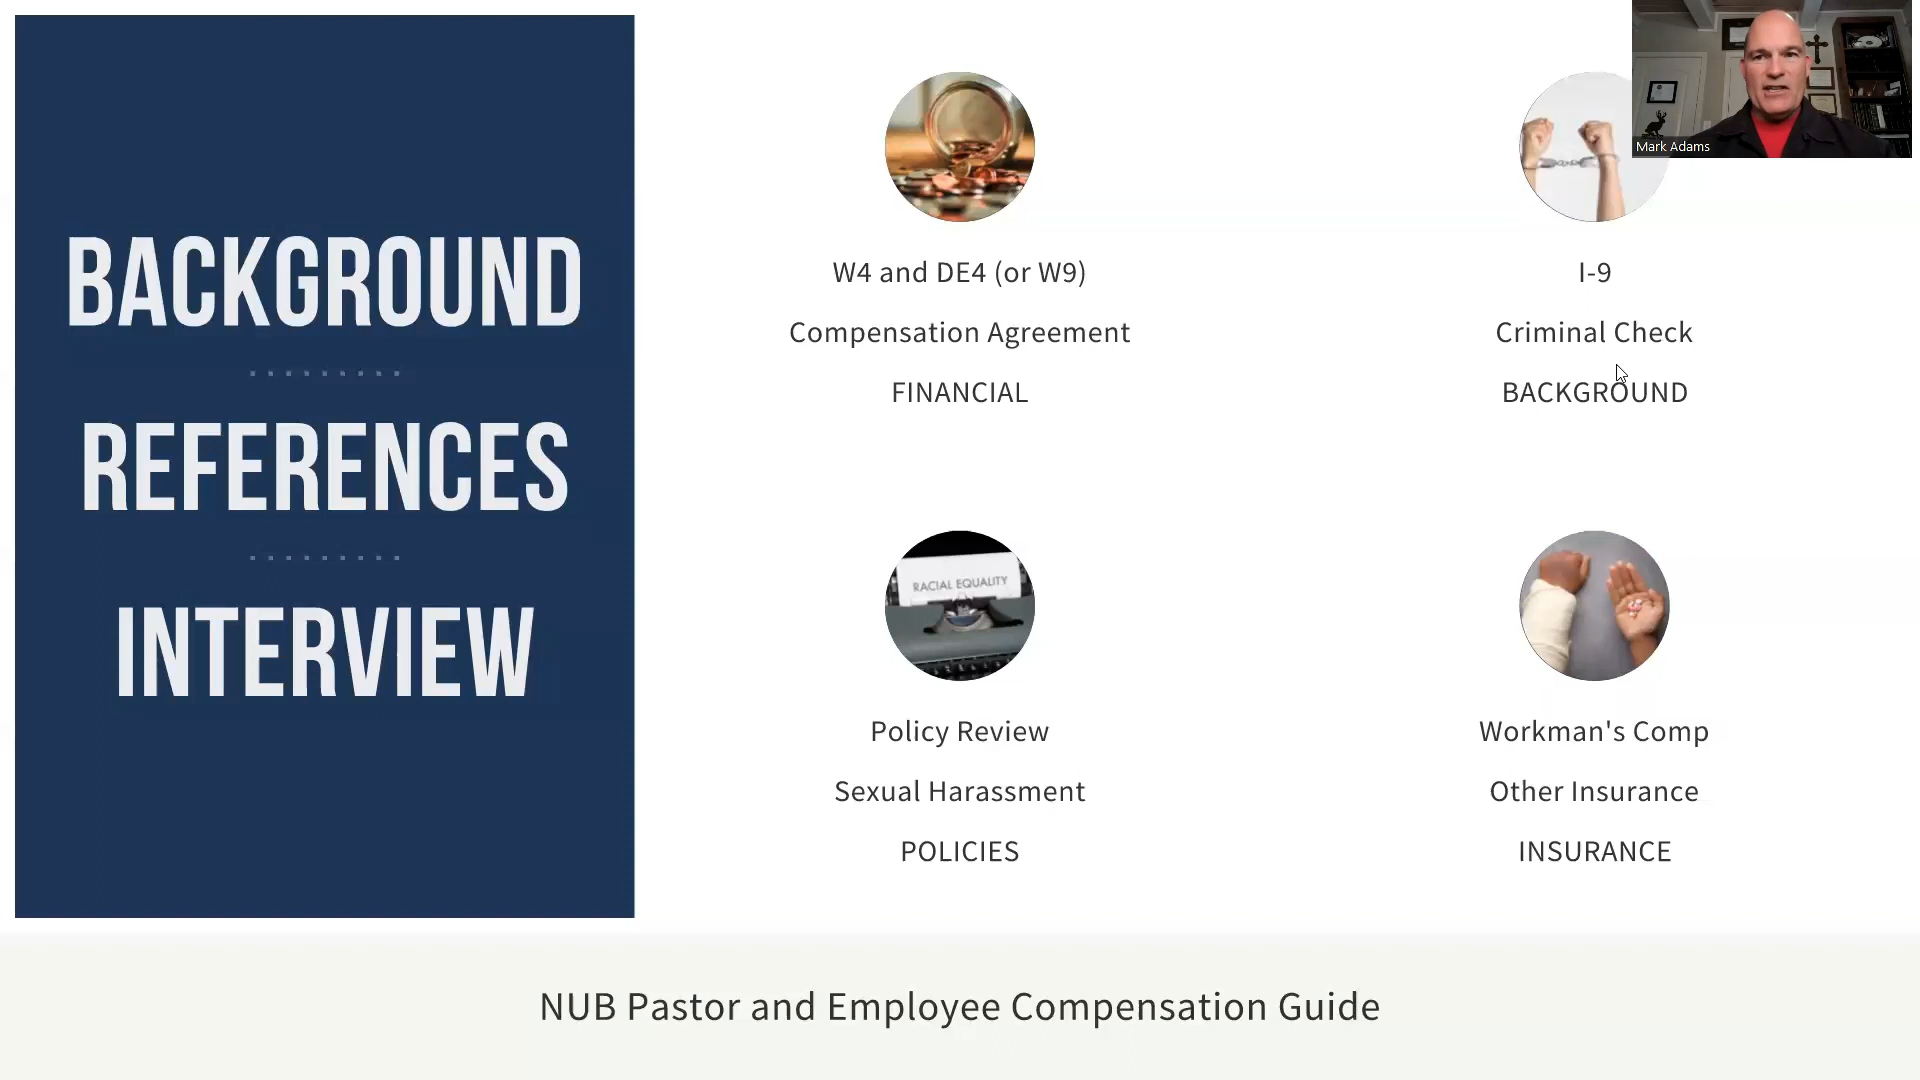 BACKGROUND
REFERENCES
INTERVIEW
W4 and DE4 (or W9)
Compensation Agreement
FINANCIAL
I-9
Criminal Check
BACKGROUND
RACIAL EQUALITY
Policy Review
Sexual Harassment
POLICIES
Workman's Comp
Other Insurance
INSURANCE
NUB Pastor and Employee Compensation Guide
Mark Adams